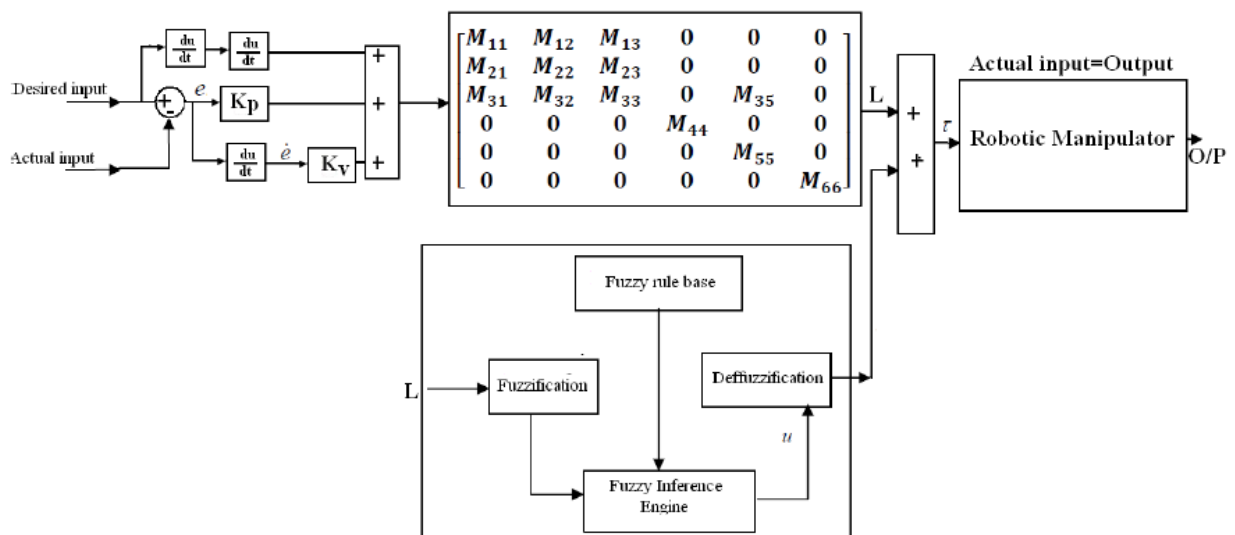 du/dt du/dt
Desired input
+ - e Kp
Actual input
du/dt ė Kv
+
+
+
M₁₁ M₁₂ M₁₃ 0 0 0
M₂₁ M₂₂ M₂₃ 0 0 0
M₃₁ M₃₂ M₃₃ 0 M₃₅ 0
0 0 0 M₄₄ 0 0
0 0 0 0 M₅₅ 0
0 0 0 0 0 M₆₆
L
+
+
τ
Actual input=Output
Robotic Manipulator
O/P
Fuzzy rule base
L
Fuzzification
Deffuzzification
u
Fuzzy Inference
Engine